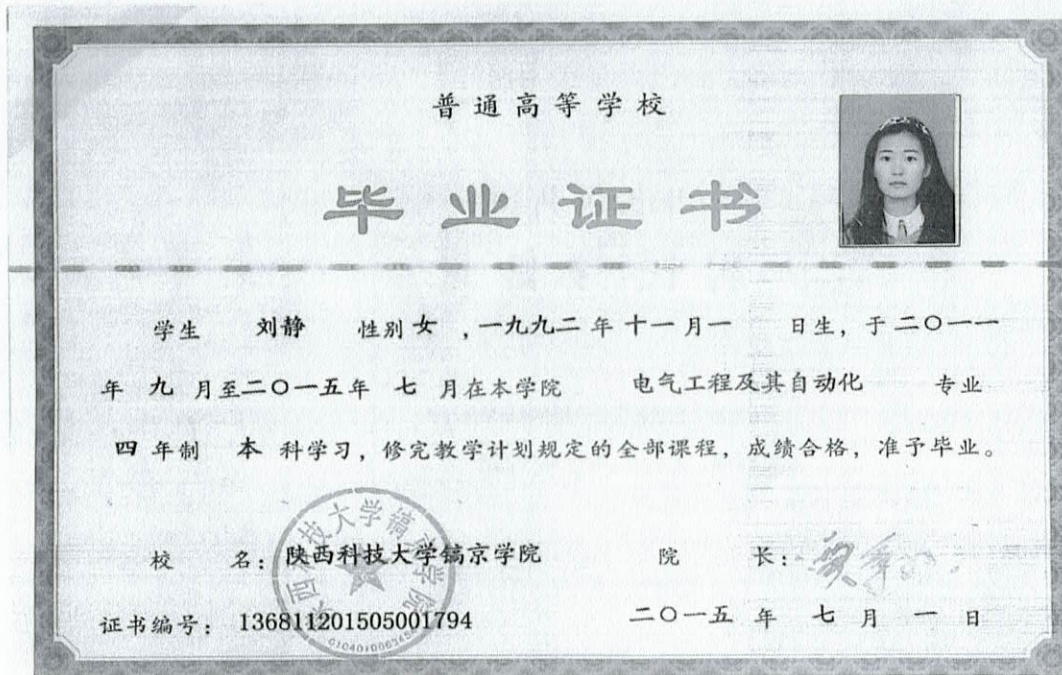 普通高等学校
毕业证书
学生 刘静 性别 女 ，一九九二 年 十一 月一 日生，于 二〇一一
年 九 月至二〇一五年 七 月在本学院 电气工程及其自动化 专业
四 年制 本 科学习，修完教学计划规定的全部课程，成绩合格，准予毕业。
校 名：陕西科技大学镐京学院 院 长：
证书编号：136811201505001794 二〇一五 年 七 月 一 日